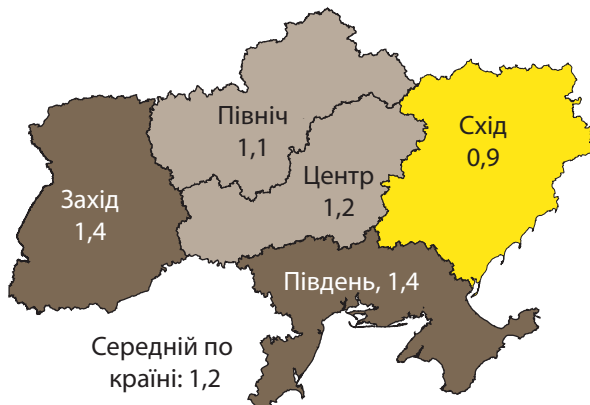 Північ
1,1
Схід
0,9
Центр
1,2
Захід
1,4
Південь, 1,4
Середній по
країні: 1,2